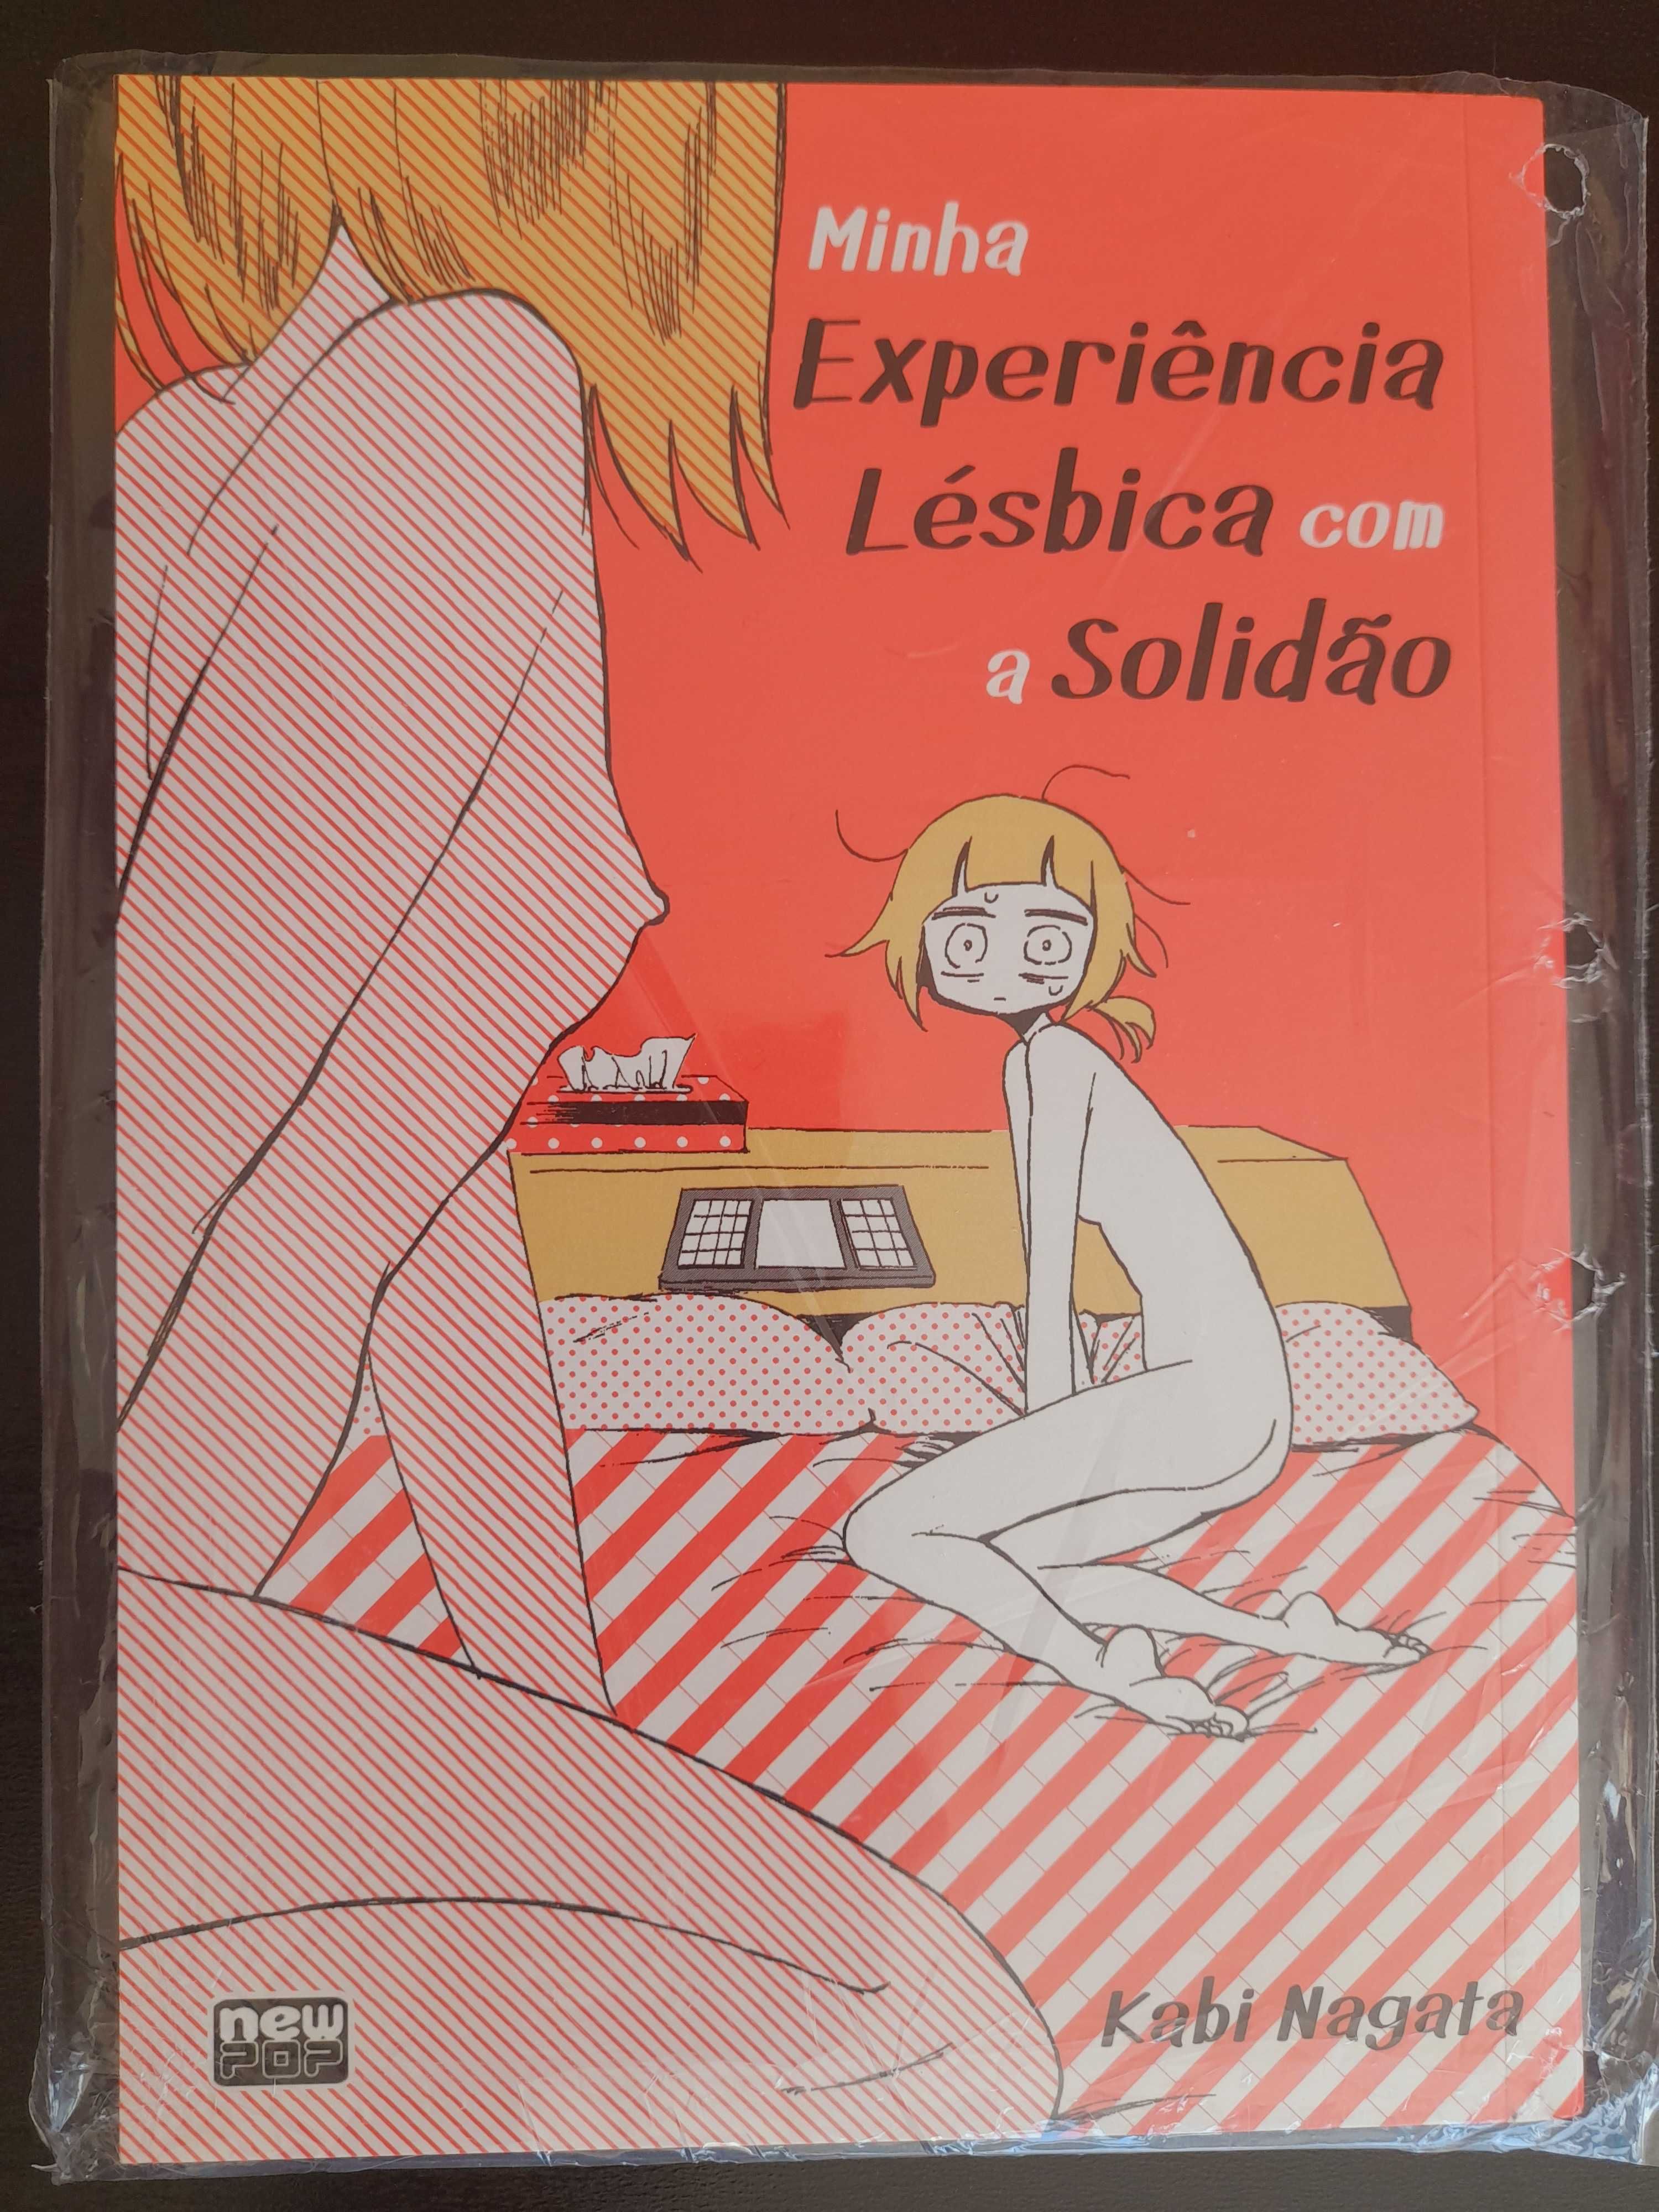 Minha
Experiência
Lésbica com
a Solidão
Kabi Nagata
new
POP